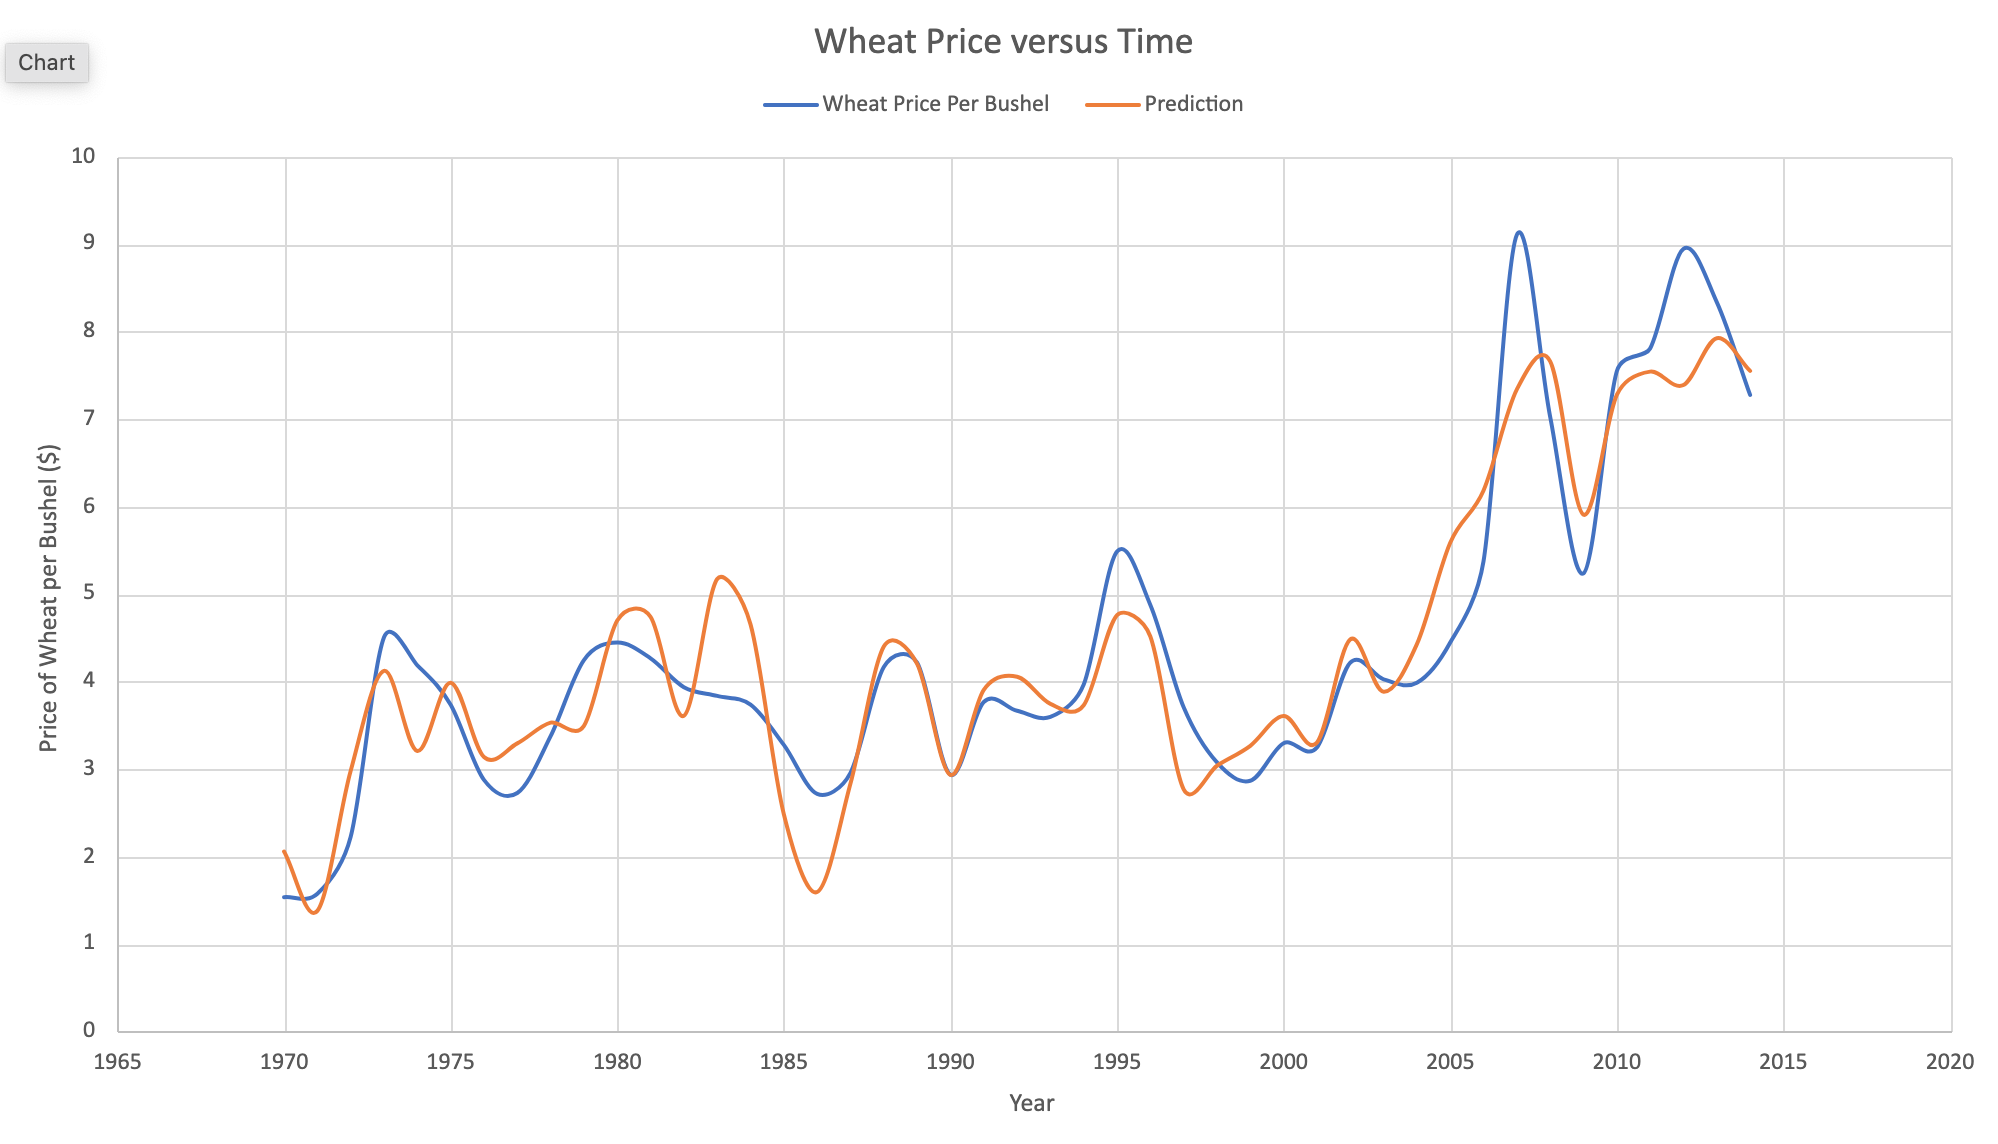 Wheat Price versus Time
Chart
Wheat Price Per Bushel Prediction
10
9
8
7
6
5
4
3
2
1
0
Price of Wheat per Bushel ($)
1965 1970 1975 1980 1985 1990 1995 2000 2005 2010 2015 2020
Year